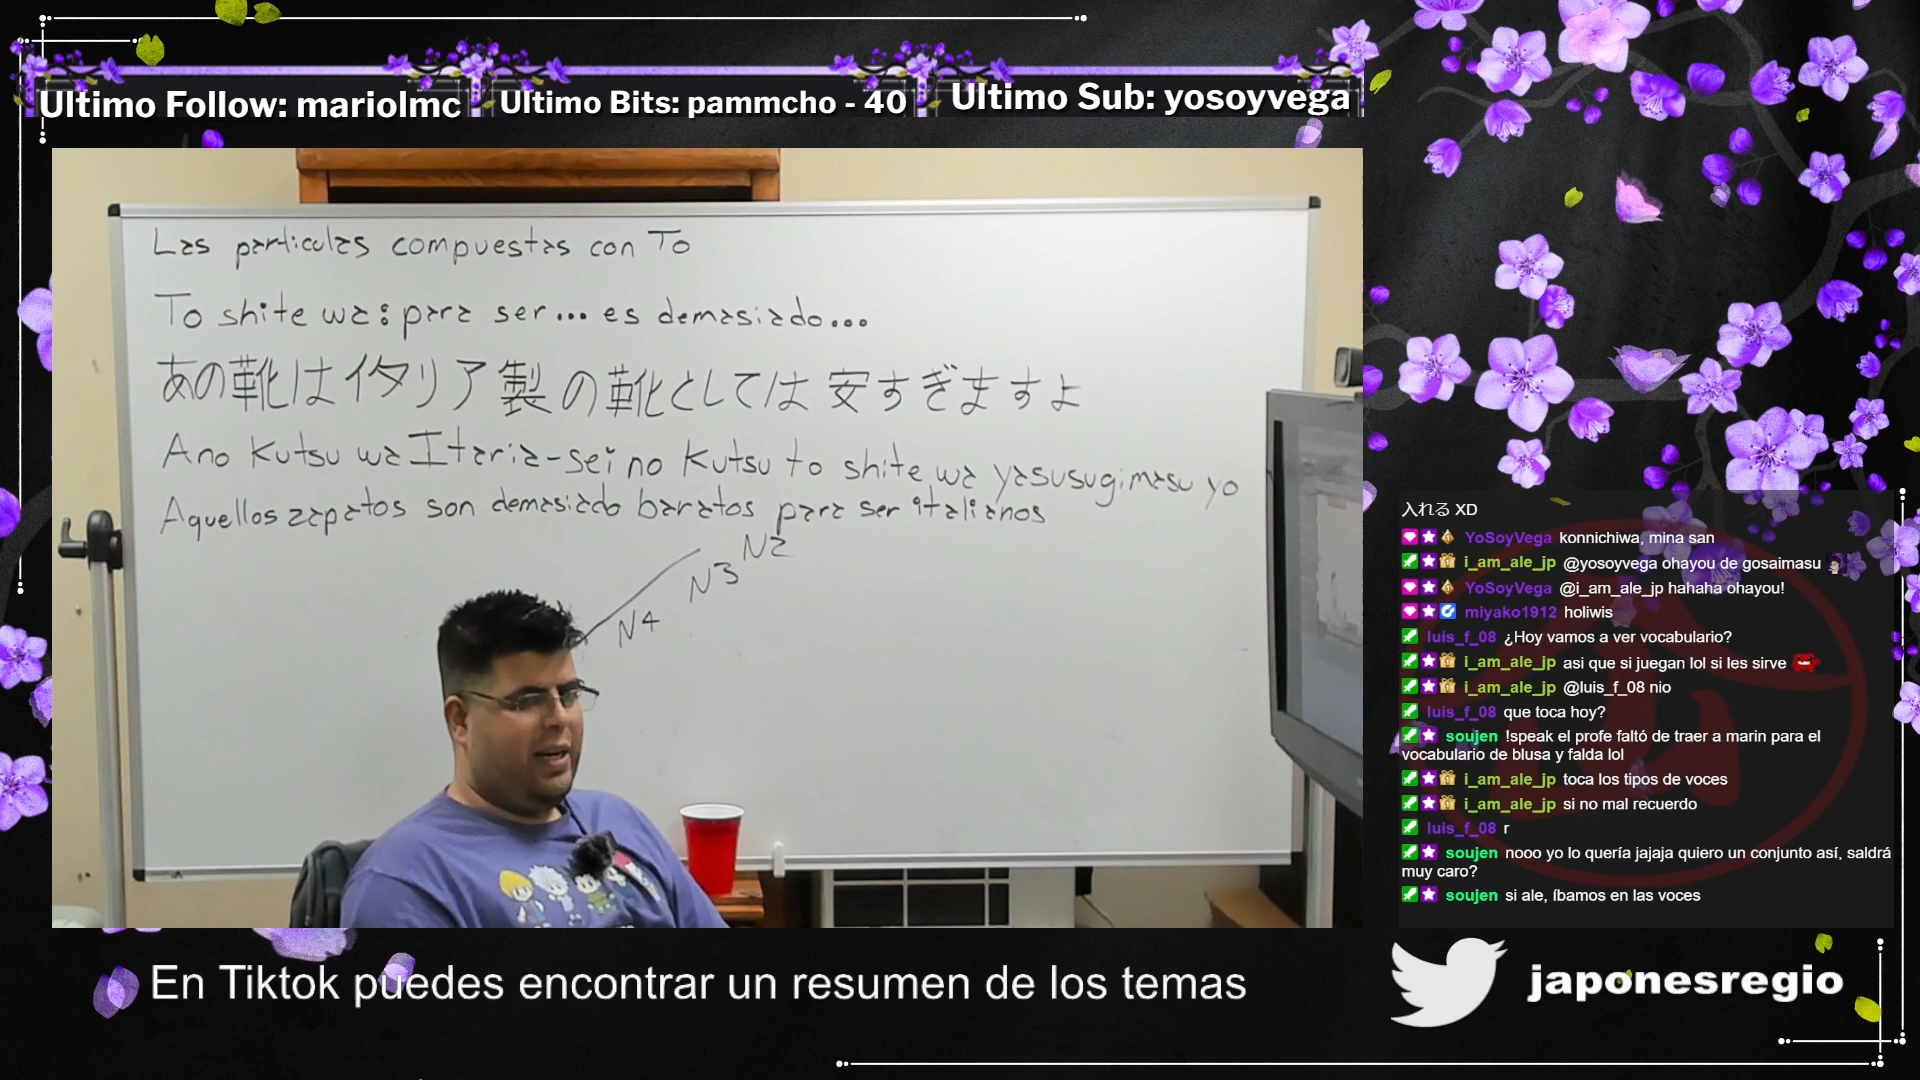 Ultimo Follow: mariolmc
Ultimo Bits: pammcho - 40
Ultimo Sub: yosoyvega
Las particulas compuestas con To
To shite wa: para ser... es demasiado...
あの靴はイタリア製の靴としては安すぎますよ
Ano Kutsu wa Itaria-sei no Kutsu to shite wa yasusugimasu yo
Aquellos zapatos son demasiado baratos para ser italianos
N4 N3 N2
入れる XD
YoSoyVega konnichiwa, mina san
i_am_ale_jp @yosoyvega ohayou de gosaimasu
YoSoyVega @i_am_ale_jp hahaha ohayou!
miyako1912 holiwis
luis_f_08 ¿Hoy vamos a ver vocabulario?
i_am_ale_jp asi que si juegan lol si les sirve
i_am_ale_jp @luis_f_08 nio
luis_f_08 que toca hoy?
soujen !speak el profe faltó de traer a marin para el
vocabulario de blusa y falda lol
i_am_ale_jp toca los tipos de voces
i_am_ale_jp si no mal recuerdo
luis_f_08 r
soujen nooo yo lo quería jajaja quiero un conjunto así, saldrá
muy caro?
soujen si ale, íbamos en las voces
En Tiktok puedes encontrar un resumen de los temas
japonesregio